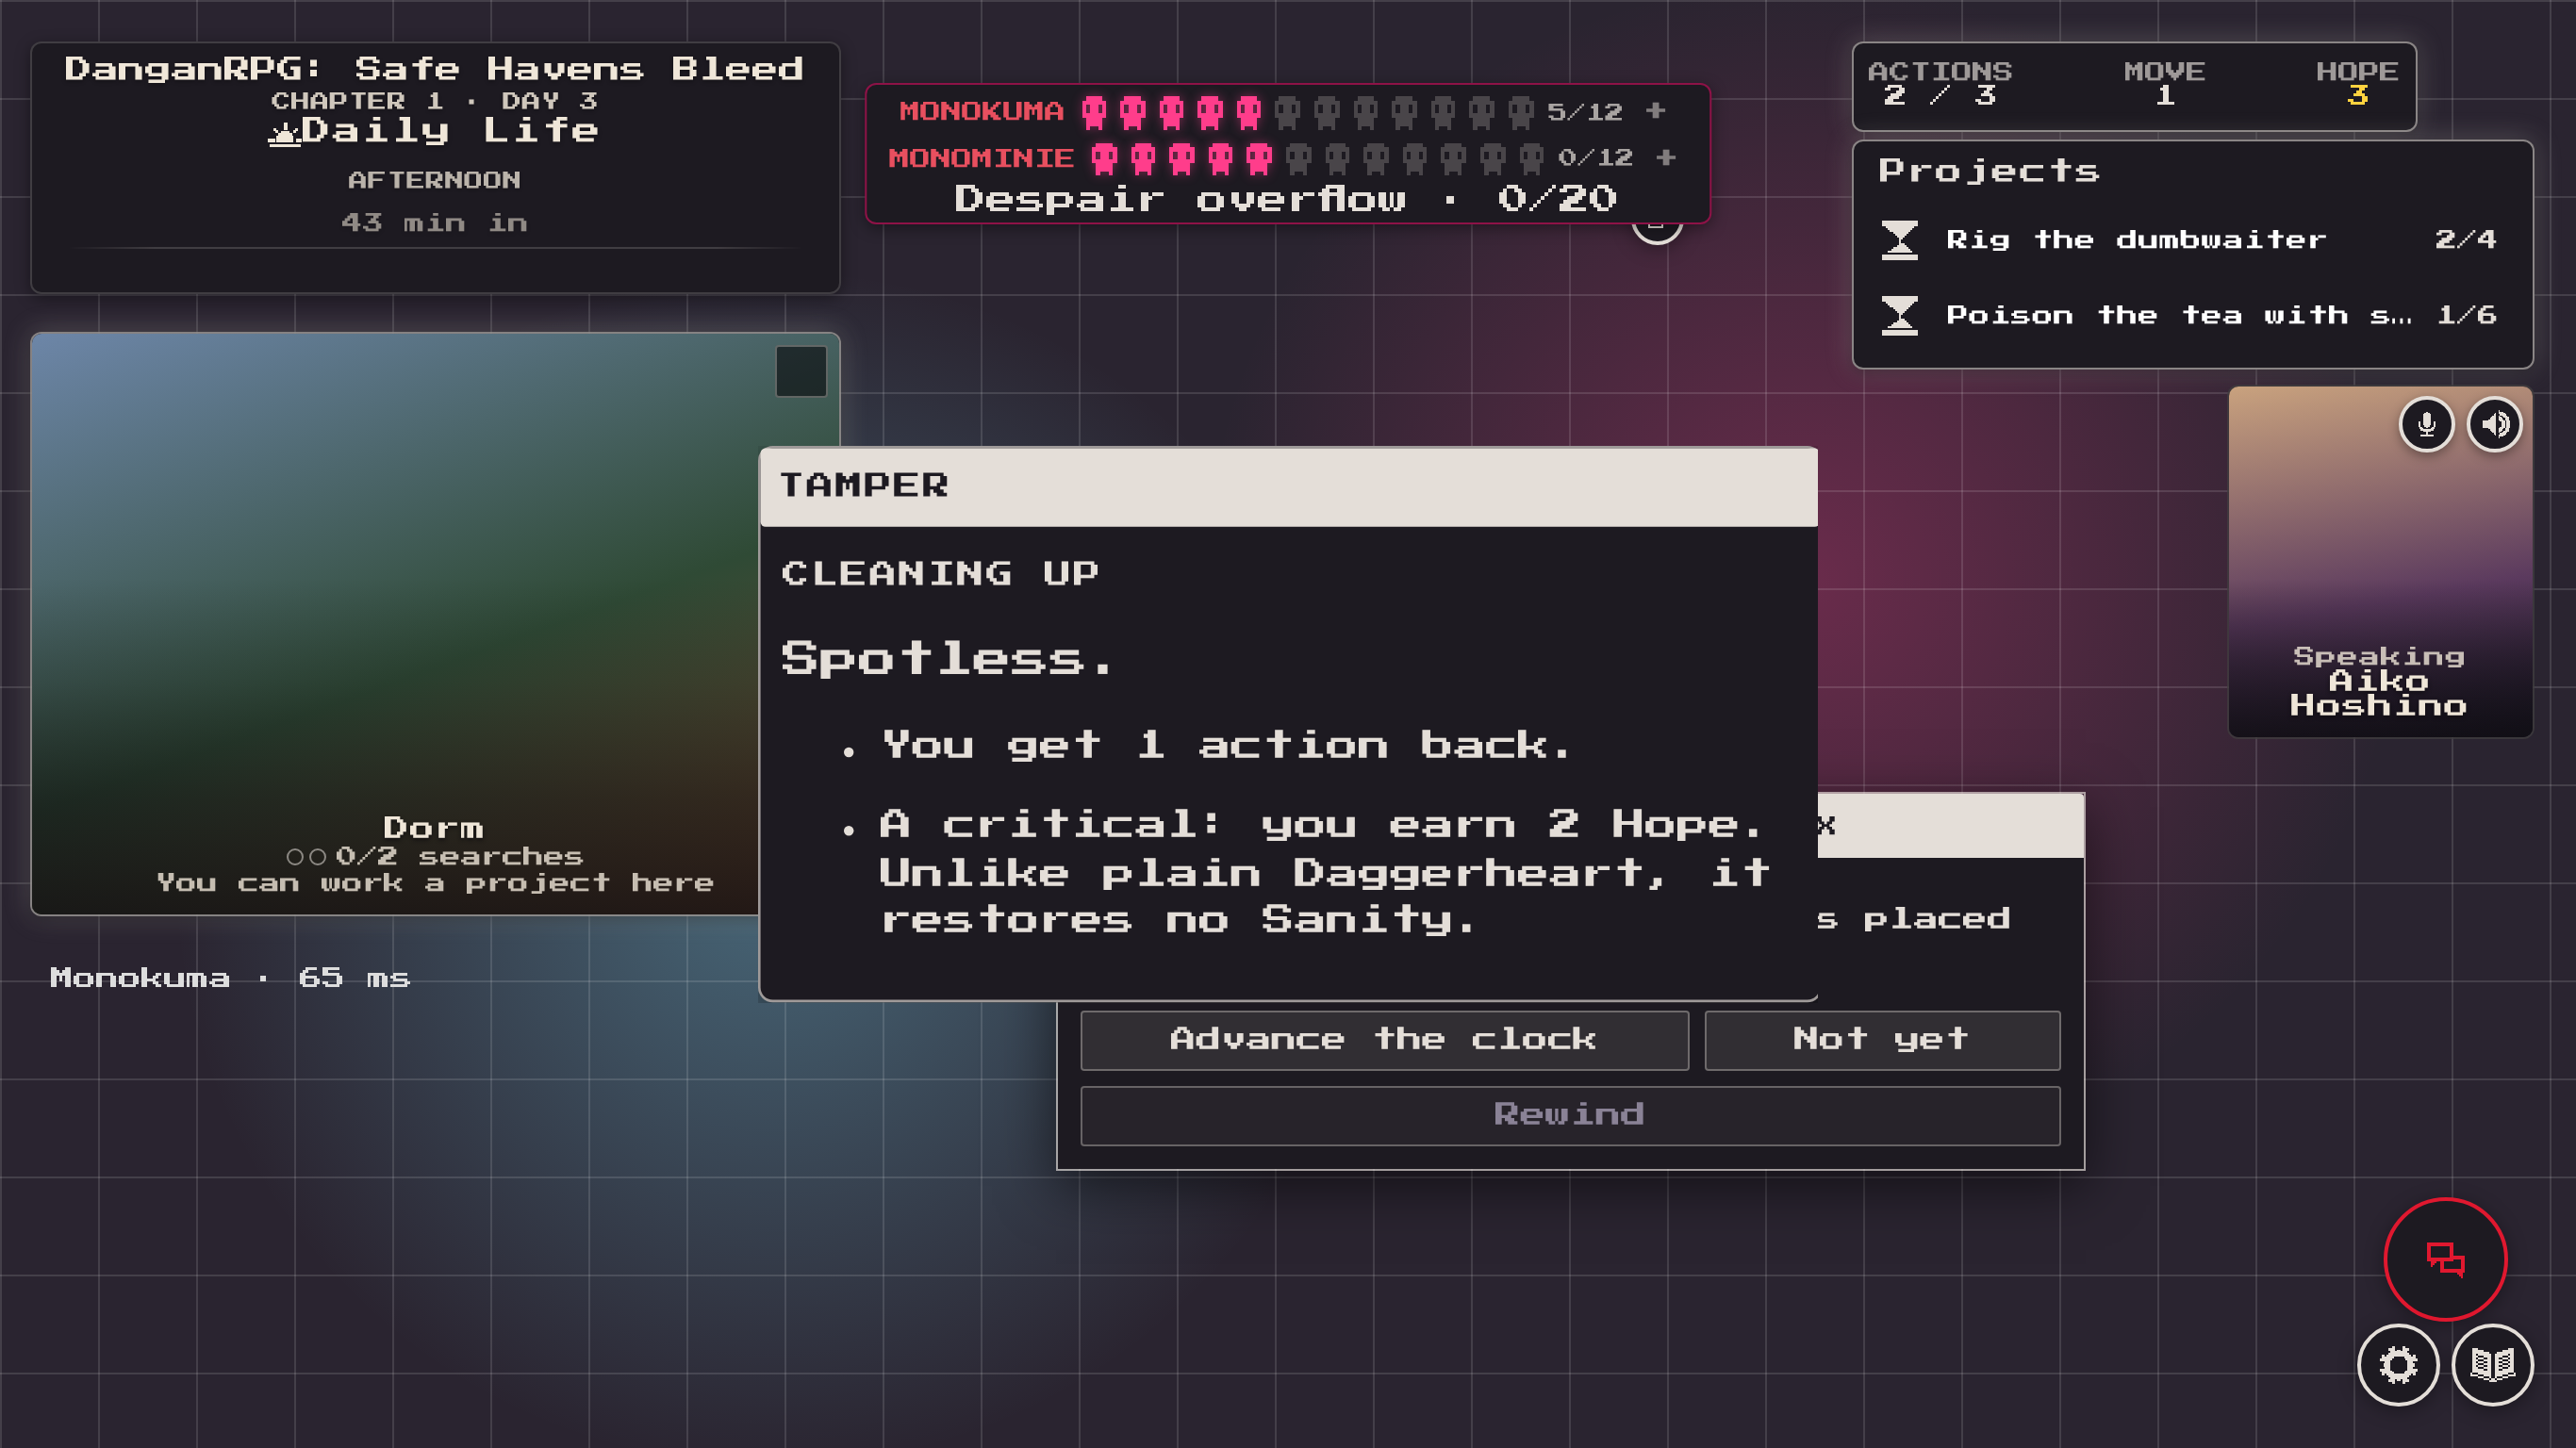 DanganRPG: Safe Havens Bleed
CHAPTER 1 · DAY 3
Daily Life
AFTERNOON
43 min in
MONOKUMA 5/12 +
MONOMINIE 0/12 +
Despair overflow · 0/20
ACTIONS MOVE HOPE
2 / 3 1 3
Projects
Rig the dumbwaiter 2/4
Poison the tea with s… 1/6
Speaking
Aiko
Hoshino
Dorm
0/2 searches
You can work a project here
Monokuma · 65 ms
TAMPER
CLEANING UP
Spotless.
• You get 1 action back.
• A critical: you earn 2 Hope.
Unlike plain Daggerheart, it
restores no Sanity.
x
s placed
Advance the clock
Not yet
Rewind